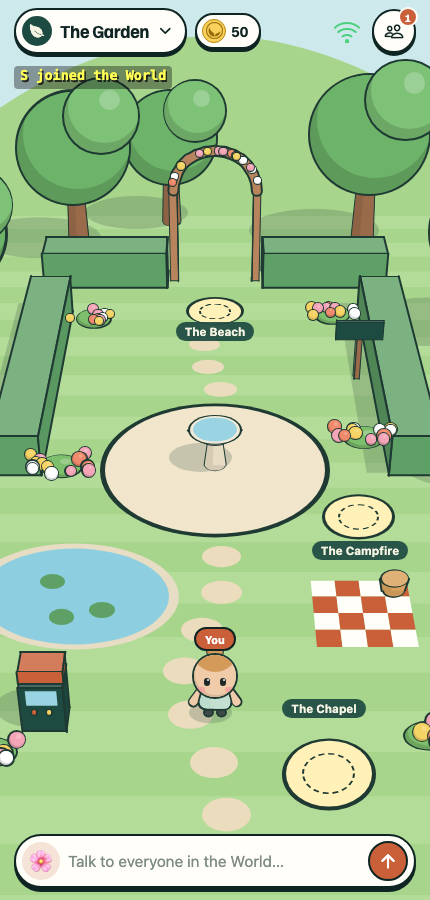 The Garden
50
1
S joined the World
The Beach
The Campfire
You
The Chapel
Talk to everyone in the World...